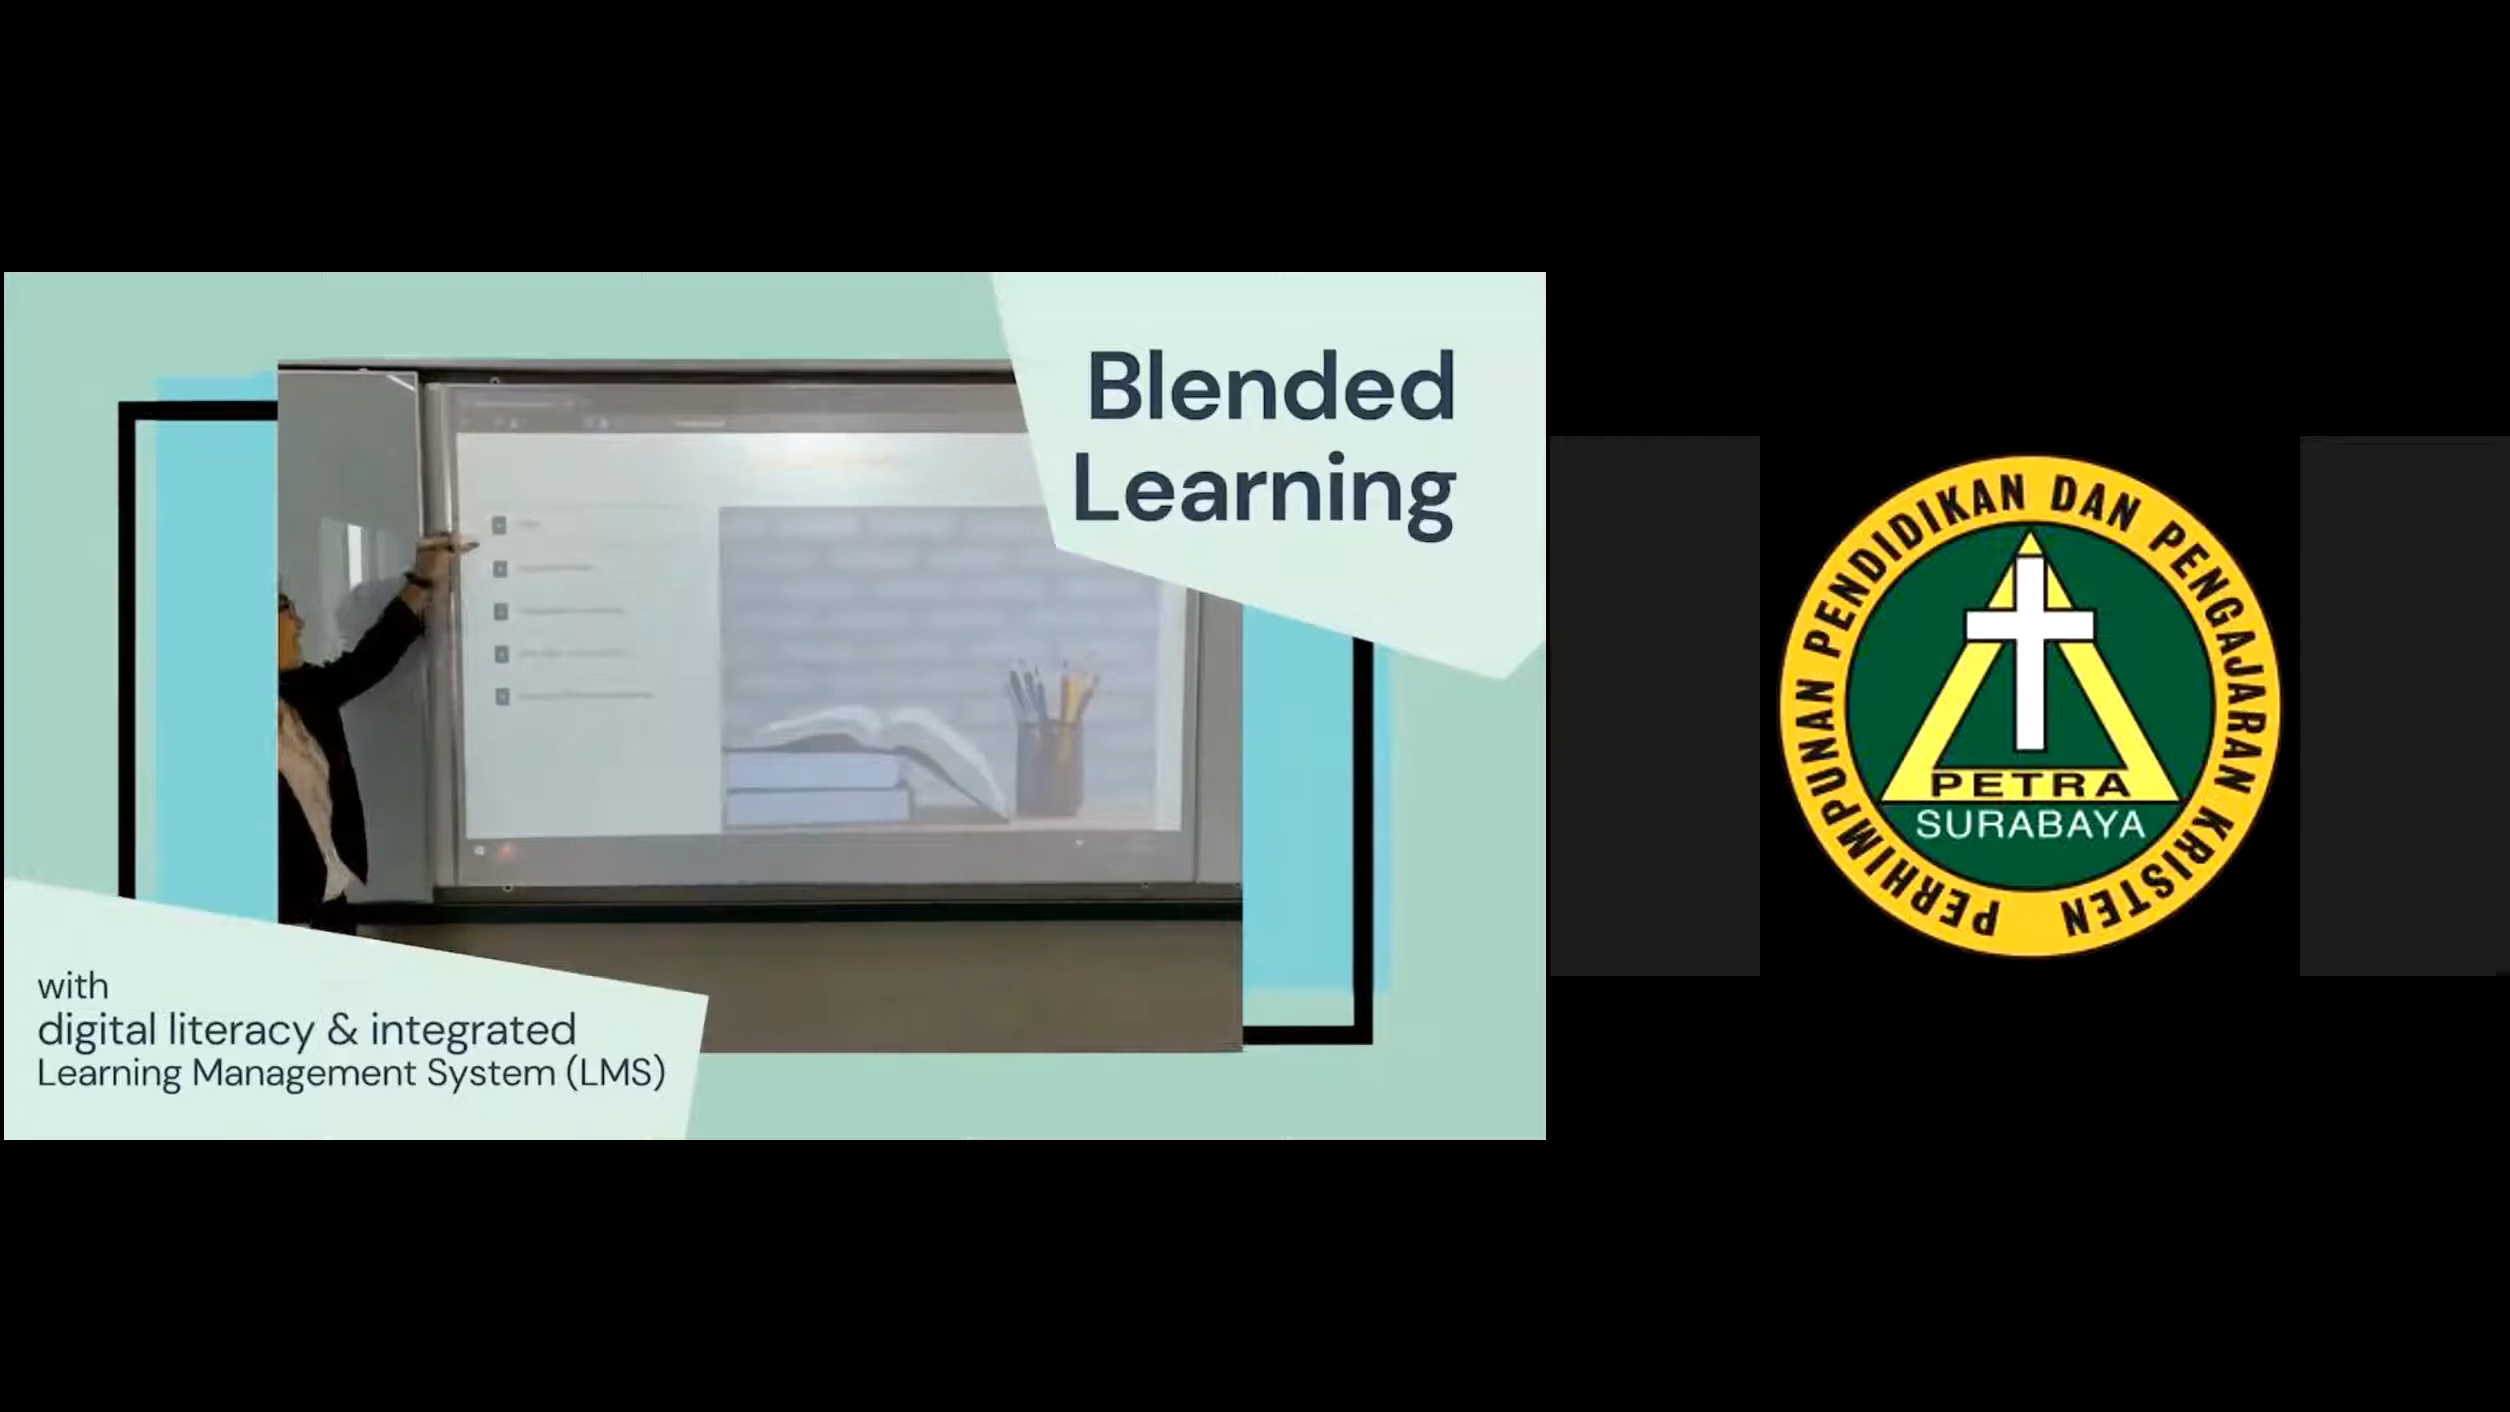 Blended
Learning
with
digital literacy & integrated
Learning Management System (LMS)
PERHIMPUNAN PENDIDIKAN DAN PENGAJARAN KRISTEN
PETRA
SURABAYA